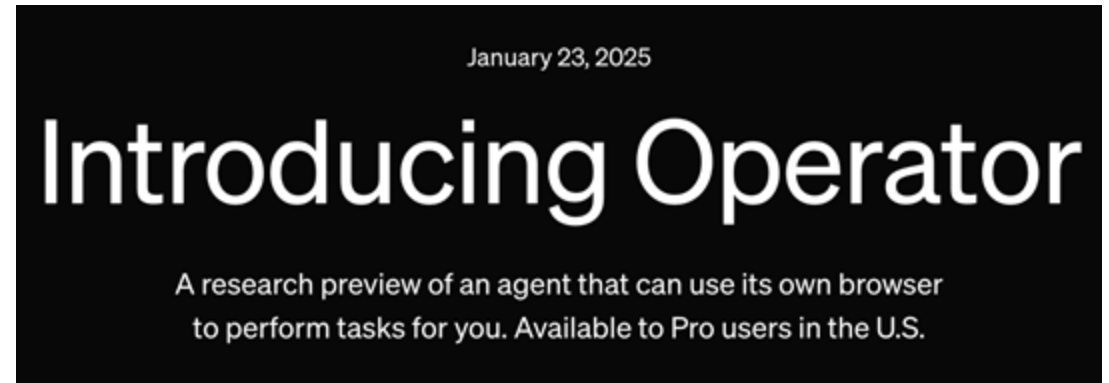 January 23, 2025
Introducing Operator
A research preview of an agent that can use its own browser
to perform tasks for you. Available to Pro users in the U.S.